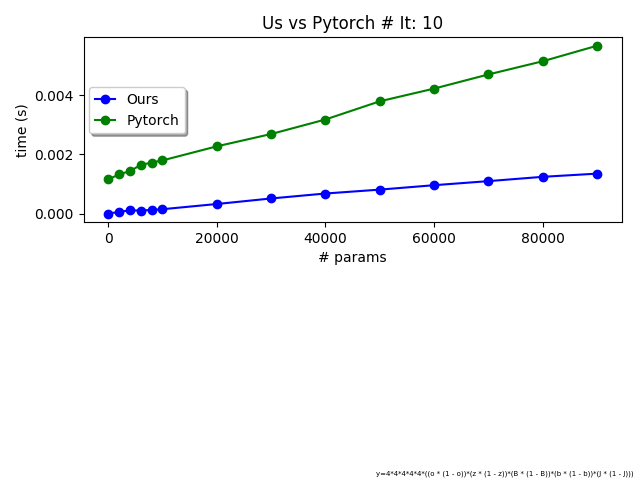 Us vs Pytorch # It: 10
time (s)
0.004
0.002
0.000
Ours
Pytorch
0
20000
40000
60000
80000
# params
y=4*4*4*4*4*((o * (1 - o))*(z * (1 - z))*(B * (1 - B))*(b * (1 - b))*(J * (1 - J)))